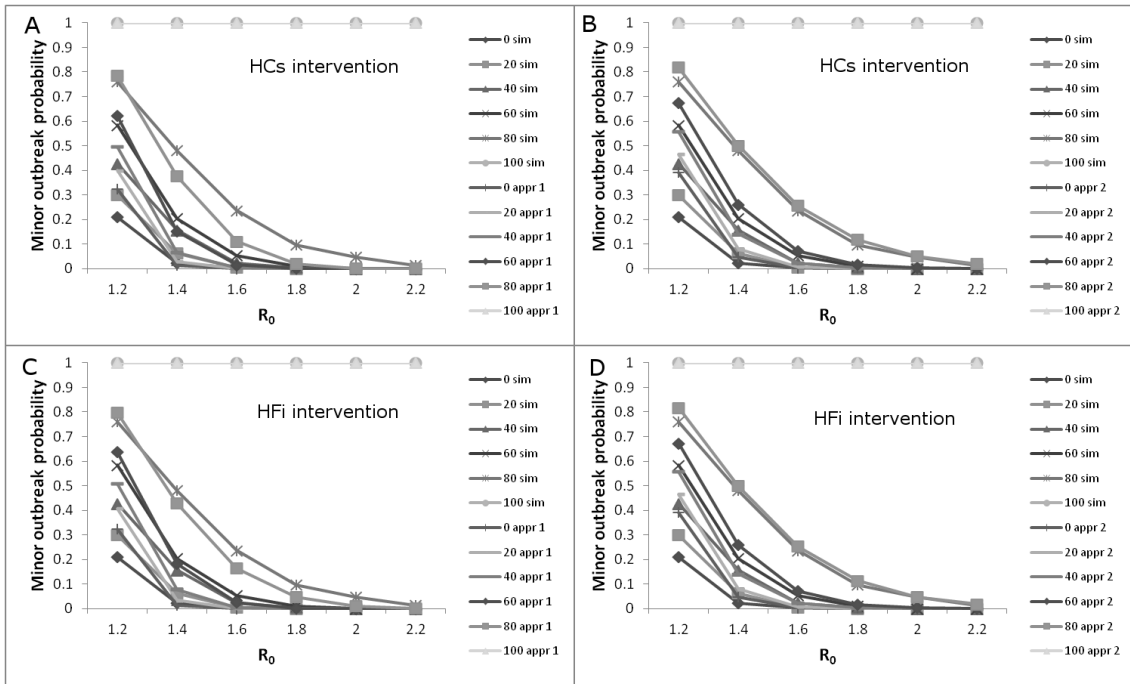 A
HCs intervention
Minor outbreak probability
1
0.9
0.8
0.7
0.6
0.5
0.4
0.3
0.2
0.1
0
1.2 1.4 1.6 1.8 2 2.2
R0
0 sim
20 sim
40 sim
60 sim
80 sim
100 sim
0 appr 1
20 appr 1
40 appr 1
60 appr 1
80 appr 1
100 appr 1
B
HCs intervention
Minor outbreak probability
1
0.9
0.8
0.7
0.6
0.5
0.4
0.3
0.2
0.1
0
1.2 1.4 1.6 1.8 2 2.2
R0
0 sim
20 sim
40 sim
60 sim
80 sim
100 sim
0 appr 2
20 appr 2
40 appr 2
60 appr 2
80 appr 2
100 appr 2
C
HFi intervention
Minor outbreak probability
1
0.9
0.8
0.7
0.6
0.5
0.4
0.3
0.2
0.1
0
1.2 1.4 1.6 1.8 2 2.2
R0
0 sim
20 sim
40 sim
60 sim
80 sim
100 sim
0 appr 1
20 appr 1
40 appr 1
60 appr 1
80 appr 1
100 appr 1
D
HFi intervention
Minor outbreak probability
1
0.9
0.8
0.7
0.6
0.5
0.4
0.3
0.2
0.1
0
1.2 1.4 1.6 1.8 2 2.2
R0
0 sim
20 sim
40 sim
60 sim
80 sim
100 sim
0 appr 2
20 appr 2
40 appr 2
60 appr 2
80 appr 2
100 appr 2